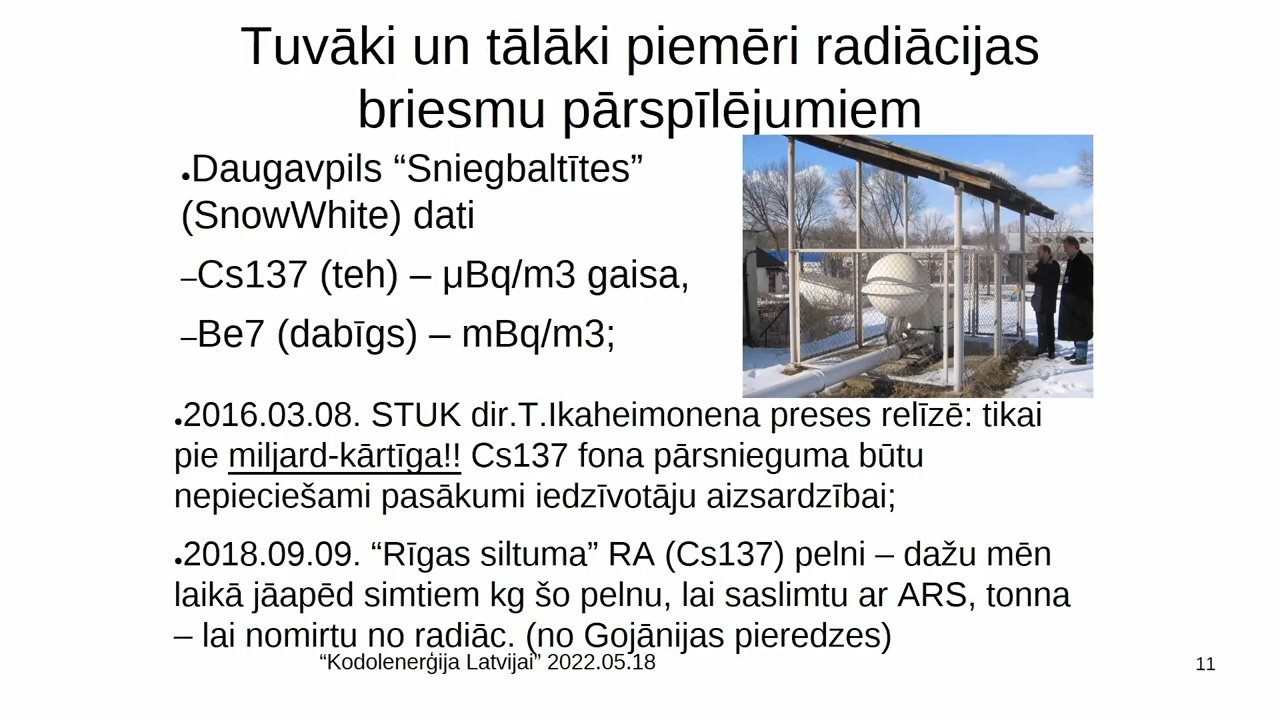 Tuvāki un tālāki piemēri radiācijas
briesmu pārspīlējumiem
•Daugavpils “Sniegbaltītes”
(SnowWhite) dati
–Cs137 (teh) – μBq/m3 gaisa,
–Be7 (dabīgs) – mBq/m3;
•2016.03.08. STUK dir.T.Ikaheimonena preses relīzē: tikai
pie miljard-kārtīga!! Cs137 fona pārsnieguma būtu
nepieciešami pasākumi iedzīvotāju aizsardzībai;
•2018.09.09. “Rīgas siltuma” RA (Cs137) pelni – dažu mēn
laikā jāapēd simtiem kg šo pelnu, lai saslimtu ar ARS, tonna
– lai nomirtu no radiāc. (no Gojānijas pieredzes)
“Kodolenerģija Latvijai” 2022.05.18
11